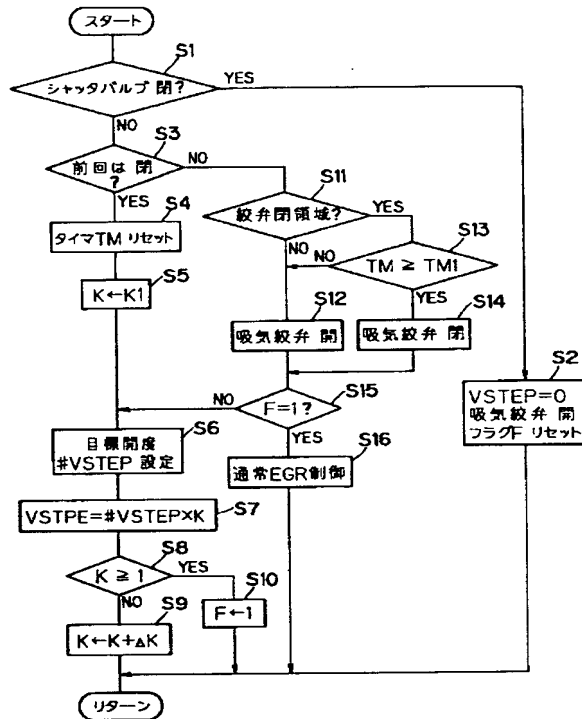 スタート
S1
シャッタバルブ 閉?
YES
NO
S3
前回は 閉
?
NO
YES
S4
タイマTM リセット
S5
K←K1
S11
絞弁閉領域?
YES
NO
S13
TM ≥ TM1
NO
YES
S12
吸気絞弁 開
S14
吸気絞弁 閉
S2
VSTEP=0
吸気絞弁 開
フラグF リセット
S15
F=1?
NO
YES
S6
目標開度
#VSTEP 設定
S16
通常EGR制御
S7
VSTPE=#VSTEP×K
S8
K ≥ 1
YES
NO
S10
F←1
S9
K←K+ΔK
リターン